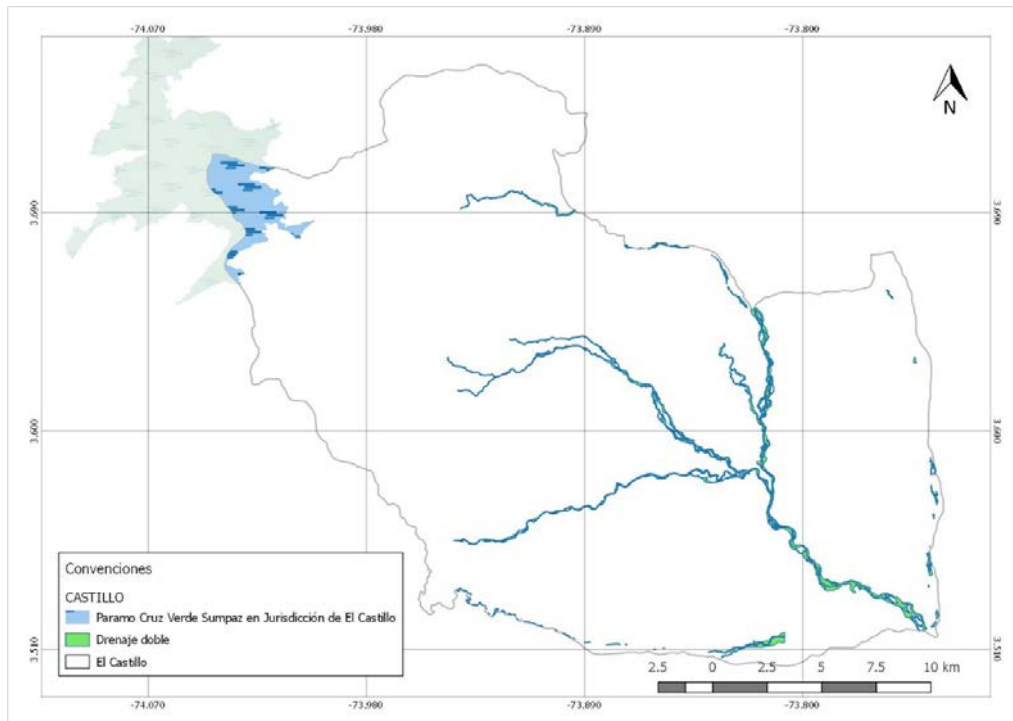 -74.070 -73.980 -73.890 -73.800
N
3.690 3.690
3.600 3.600
Convenciones
CASTILLO
Paramo Cruz Verde Sumpaz en Jurisdicción de El Castillo
Drenaje doble
El Castillo
3.510 3.510
2.5 0 2.5 5 7.5 10 km
-74.070 -73.980 -73.890 -73.800